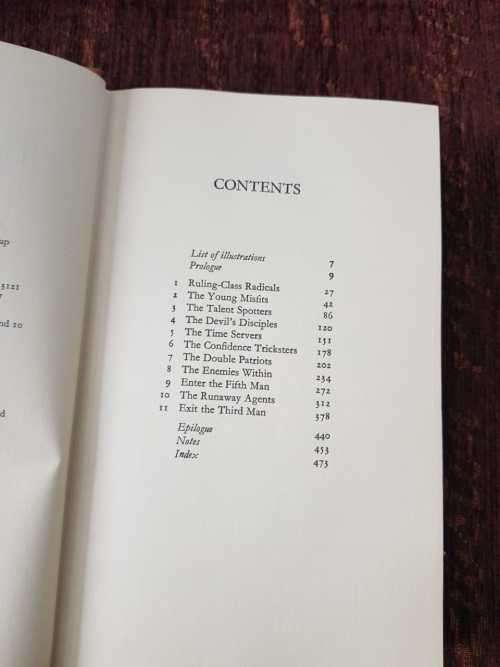 up
3121
nd 20
d
CONTENTS
List of illustrations 7
Prologue 9
1 Ruling-Class Radicals 27
2 The Young Misfits 42
3 The Talent Spotters 86
4 The Devil's Disciples 120
5 The Time Servers 151
6 The Confidence Tricksters 178
7 The Double Patriots 202
8 The Enemies Within 234
9 Enter the Fifth Man 272
10 The Runaway Agents 312
11 Exit the Third Man 378
Epilogue 440
Notes 453
Index 473